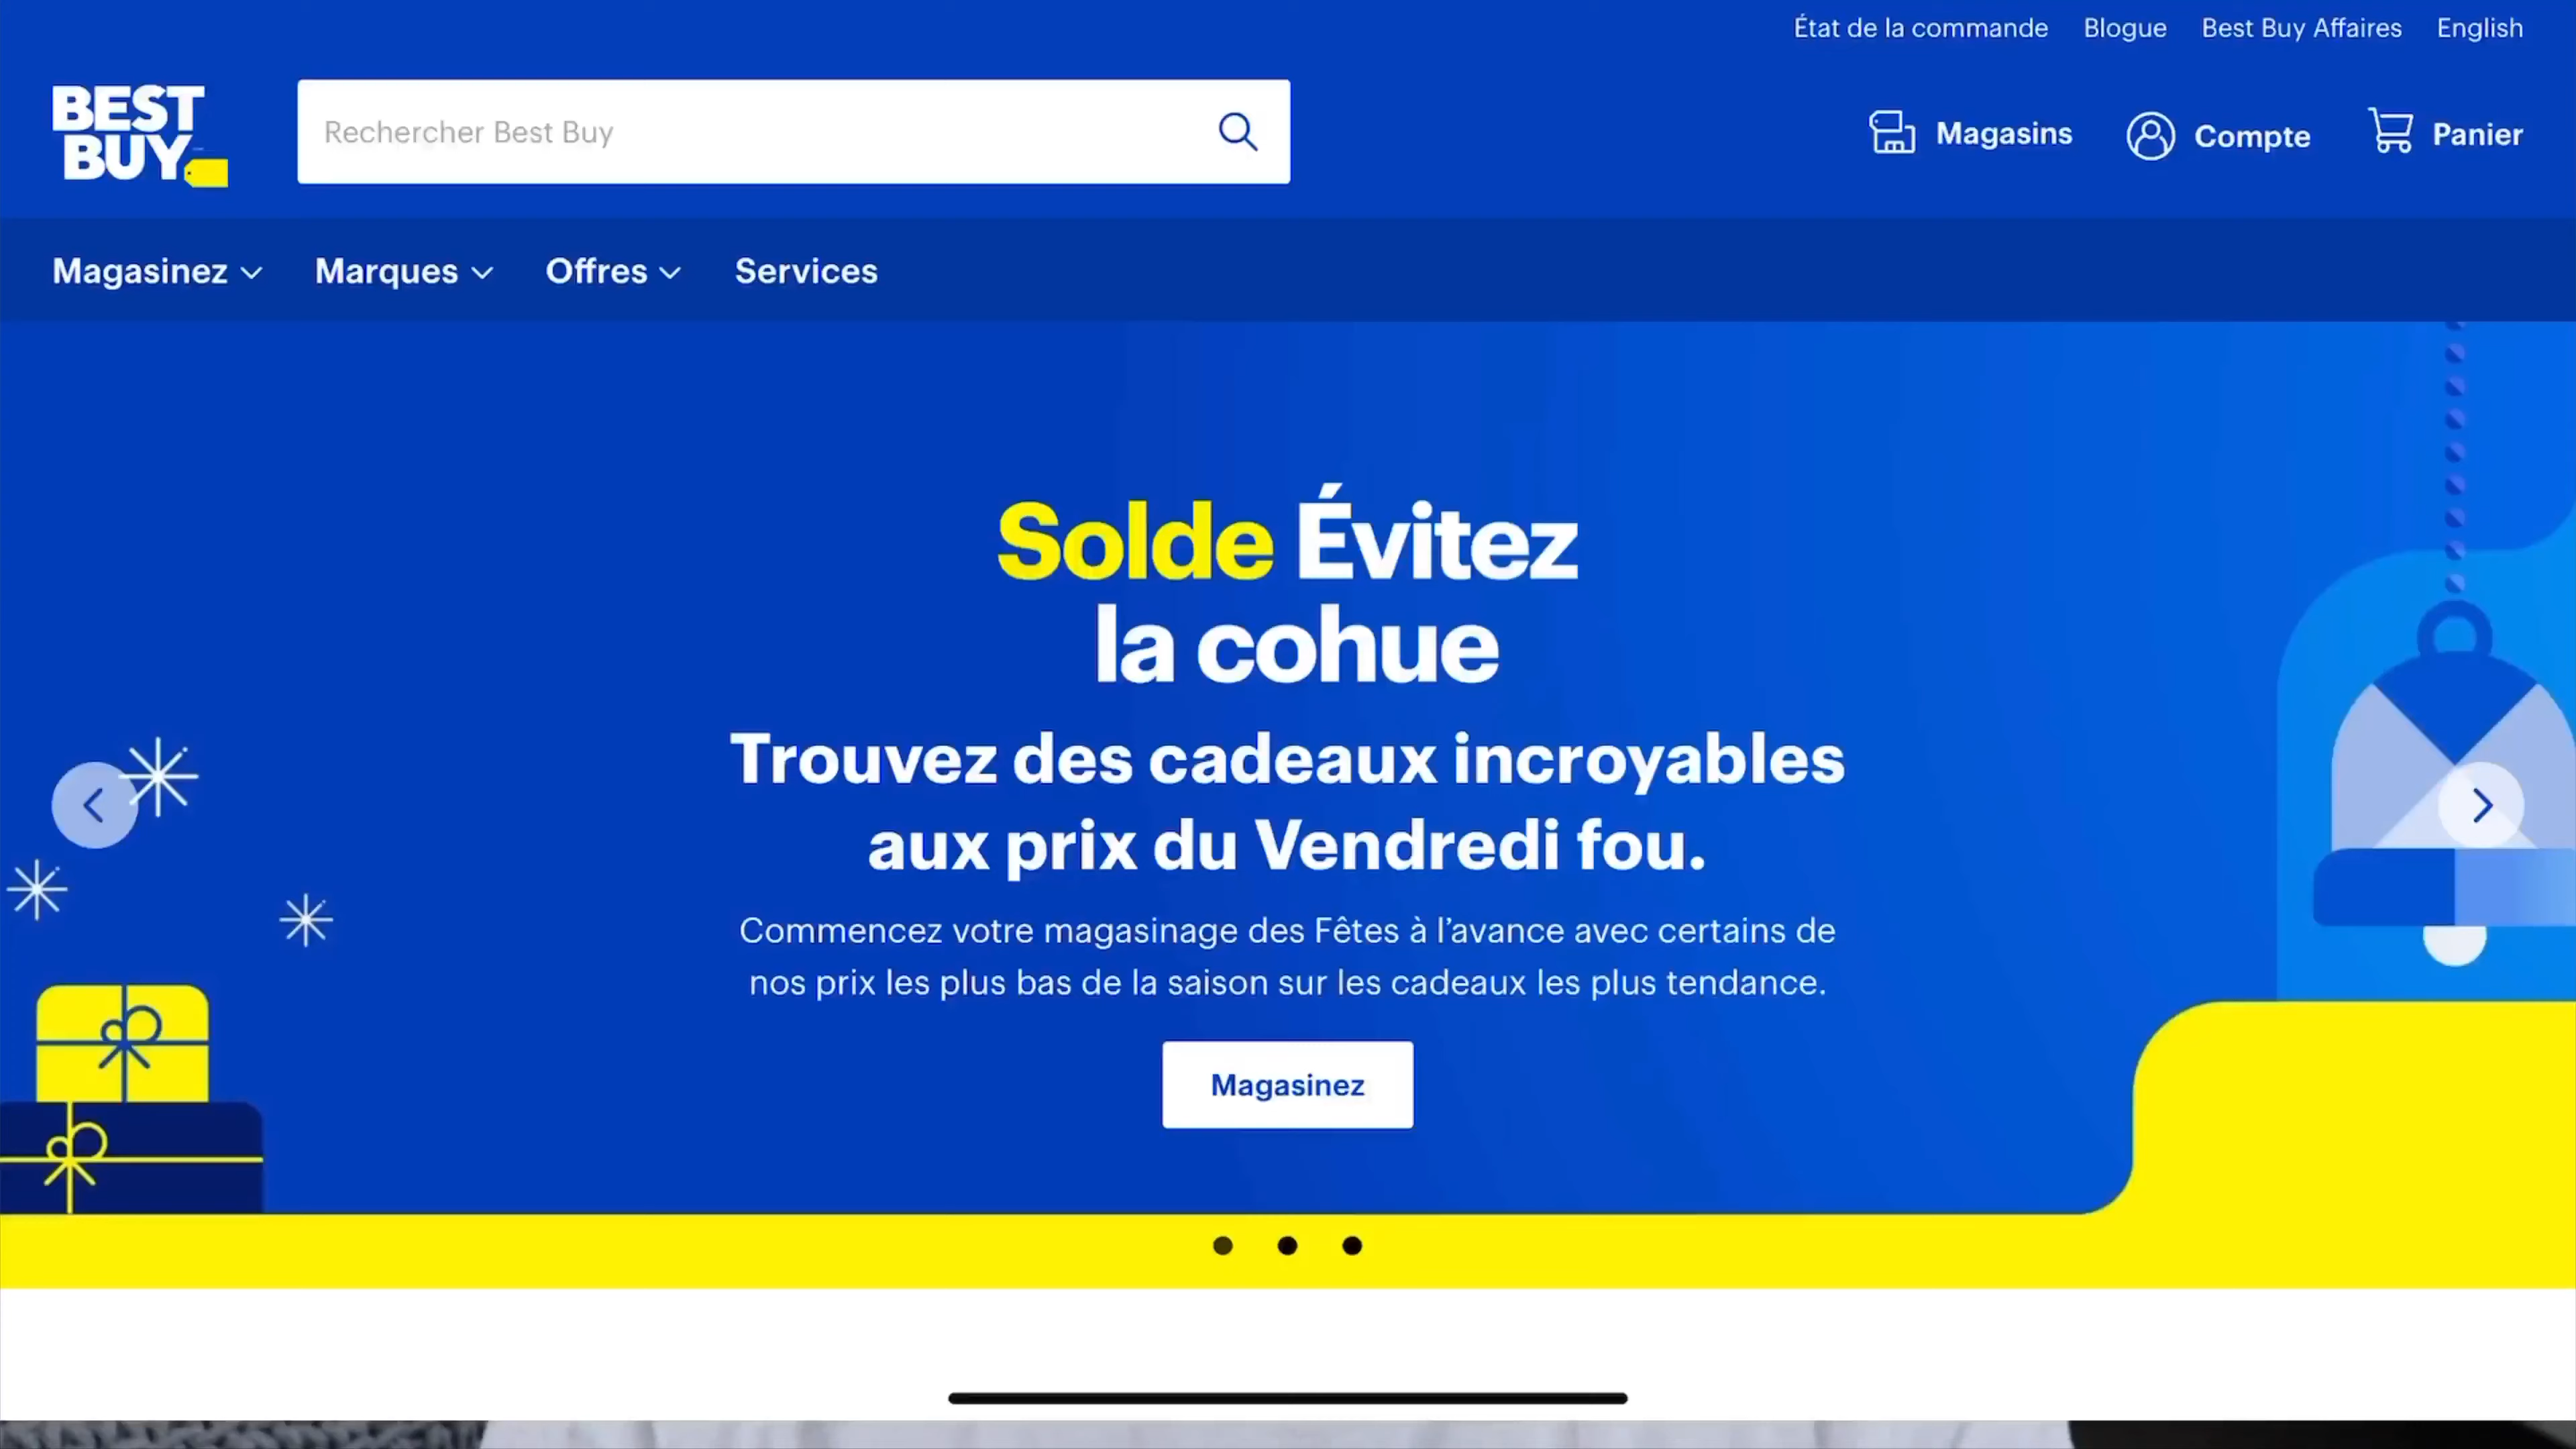 État de la commande Blogue Best Buy Affaires English
BEST
BUY
Rechercher Best Buy
Magasins Compte Panier
Magasinez Marques Offres Services
Solde Évitez
la cohue
Trouvez des cadeaux incroyables
aux prix du Vendredi fou.
Commencez votre magasinage des Fêtes à l’avance avec certains de
nos prix les plus bas de la saison sur les cadeaux les plus tendance.
Magasinez